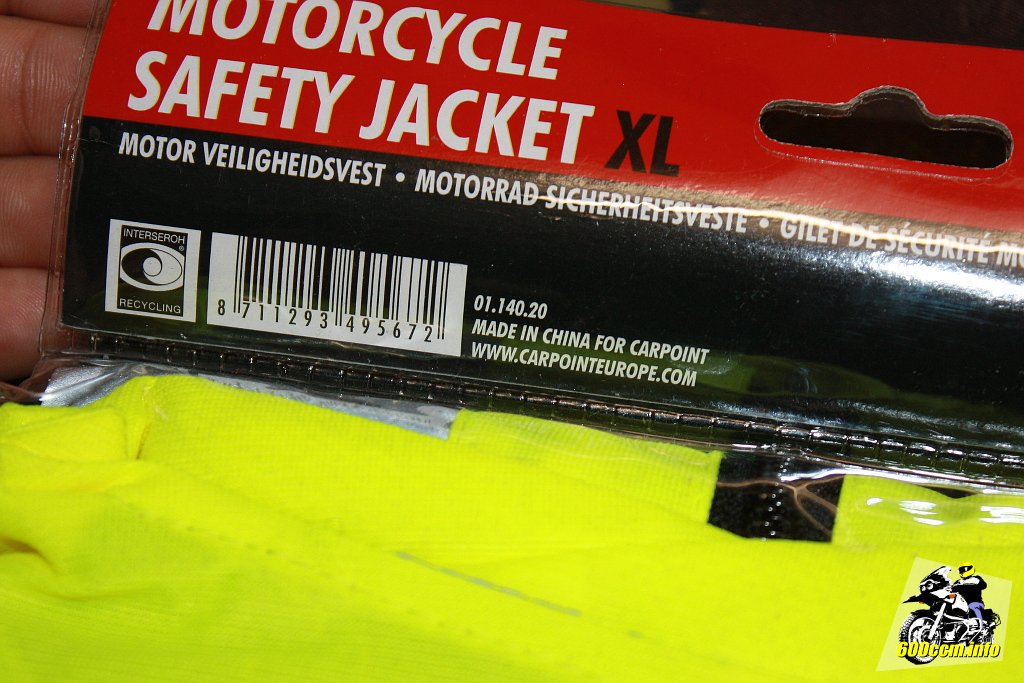 MOTORCYCLE
SAFETY JACKET XL
MOTOR VEILIGHEIDSVEST • MOTORRAD SICHERHEITSVESTE • GILET DE SÉCURITÉ
INTERSEROH
®
RECYCLING
8 711293 495672
01.140.20
MADE IN CHINA FOR CARPOINT
WWW.CARPOINTEUROPE.COM
600ccm.info